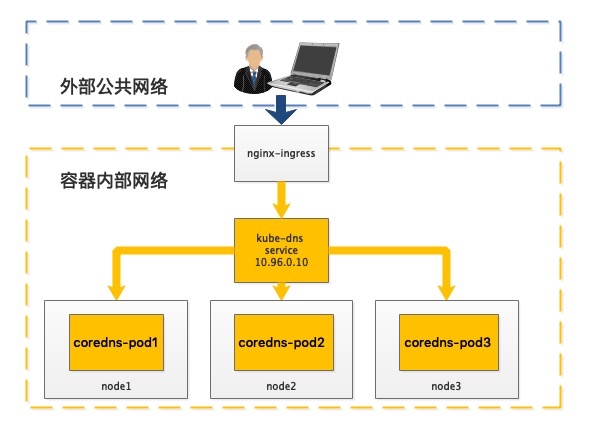 外部公共网络
nginx-ingress
容器内部网络
kube-dns
service
10.96.0.10
coredns-pod1
coredns-pod2
coredns-pod3
node1
node2
node3